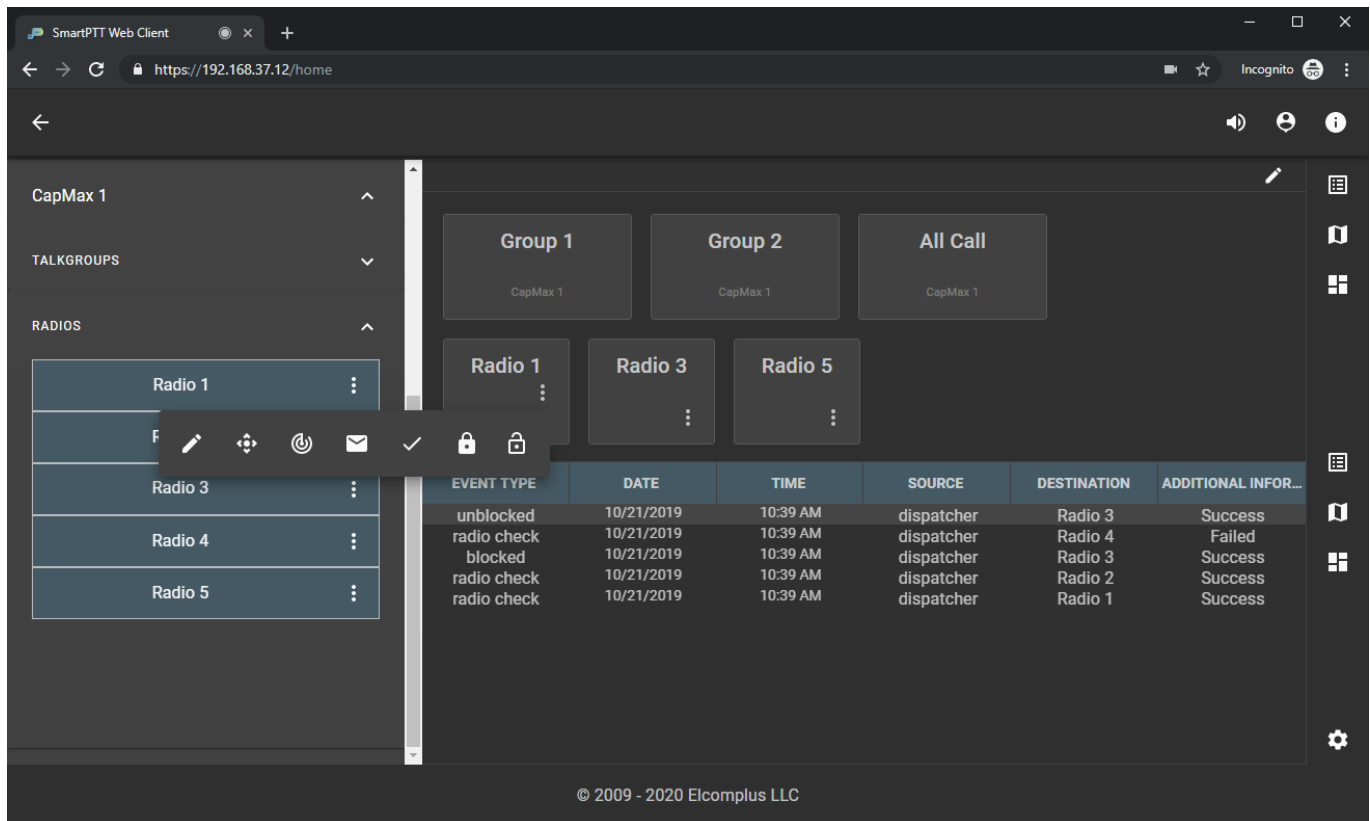 SmartPTT Web Client
https://192.168.37.12/home
Incognito
CapMax 1
TALKGROUPS
RADIOS
Radio 1
R
Radio 3
Radio 4
Radio 5
Group 1
CapMax 1
Group 2
CapMax 1
All Call
CapMax 1
Radio 1
Radio 3
Radio 5
EVENT TYPE DATE TIME SOURCE DESTINATION ADDITIONAL INFOR...
unblocked 10/21/2019 10:39 AM dispatcher Radio 3 Success
radio check 10/21/2019 10:39 AM dispatcher Radio 4 Failed
blocked 10/21/2019 10:39 AM dispatcher Radio 3 Success
radio check 10/21/2019 10:39 AM dispatcher Radio 2 Success
radio check 10/21/2019 10:39 AM dispatcher Radio 1 Success
© 2009 - 2020 Elcomplus LLC